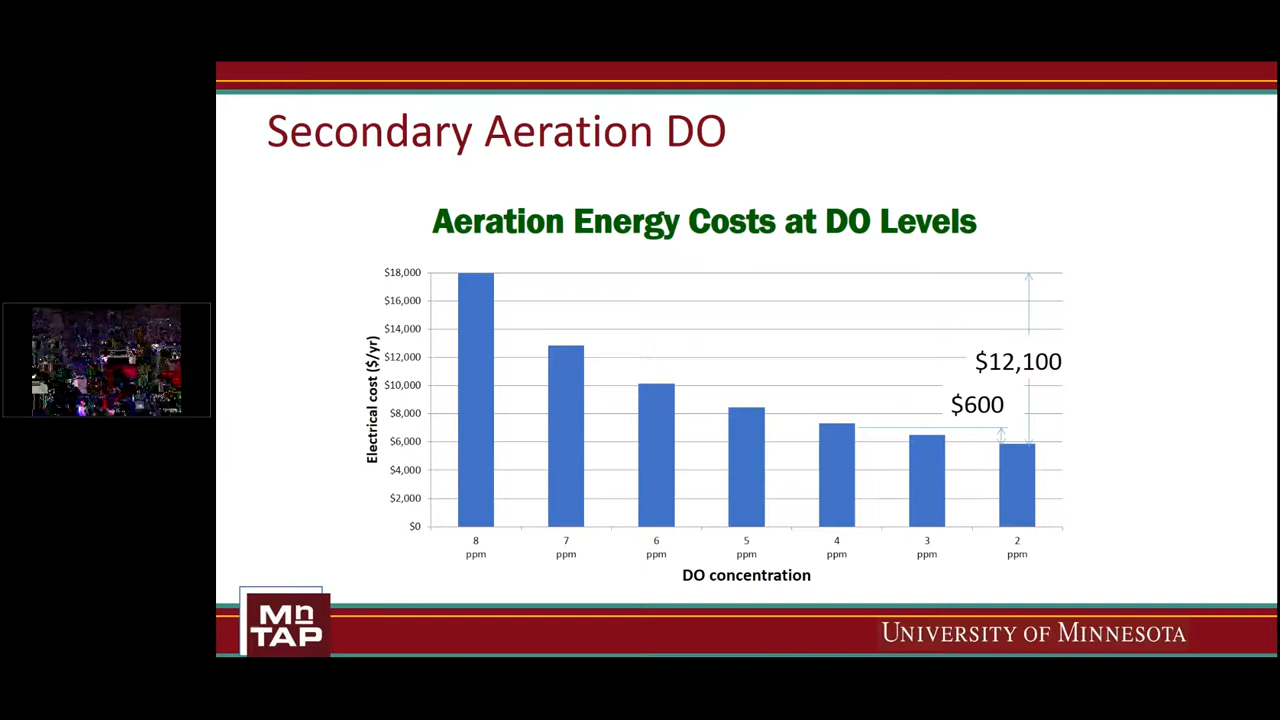 Secondary Aeration DO
Aeration Energy Costs at DO Levels
Electrical cost ($/yr)
$18,000
$16,000
$14,000
$12,000
$10,000
$8,000
$6,000
$4,000
$2,000
$0
$12,100
$600
8 ppm
7 ppm
6 ppm
5 ppm
4 ppm
3 ppm
2 ppm
DO concentration
Mn
TAP
UNIVERSITY OF MINNESOTA